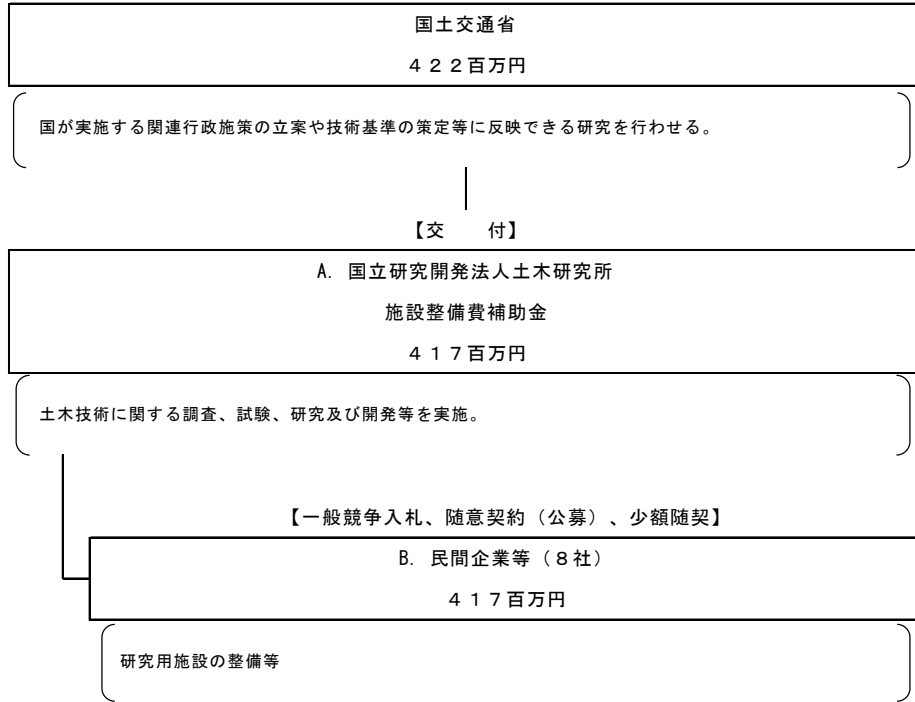 国土交通省
４２２百万円
国が実施する関連行政施策の立案や技術基準の策定等に反映できる研究を行わせる。
【交　　付】
A. 国立研究開発法人土木研究所
施設整備費補助金
４１７百万円
土木技術に関する調査、試験、研究及び開発等を実施。
【一般競争入札、随意契約（公募）、少額随契】
B. 民間企業等（８社）
４１７百万円
研究用施設の整備等